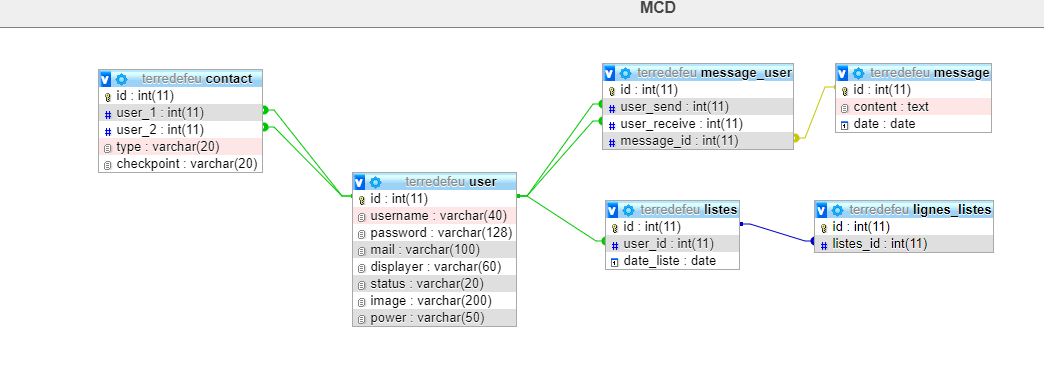 MCD
terredefeu contact
id : int(11)
user_1 : int(11)
user_2 : int(11)
type : varchar(20)
checkpoint : varchar(20)
terredefeu user
id : int(11)
username : varchar(40)
password : varchar(128)
mail : varchar(100)
displayer : varchar(60)
status : varchar(20)
image : varchar(200)
power : varchar(50)
terredefeu message_user
id : int(11)
user_send : int(11)
user_receive : int(11)
message_id : int(11)
terredefeu message
id : int(11)
content : text
date : date
terredefeu listes
id : int(11)
user_id : int(11)
date_liste : date
terredefeu lignes_listes
id : int(11)
listes_id : int(11)